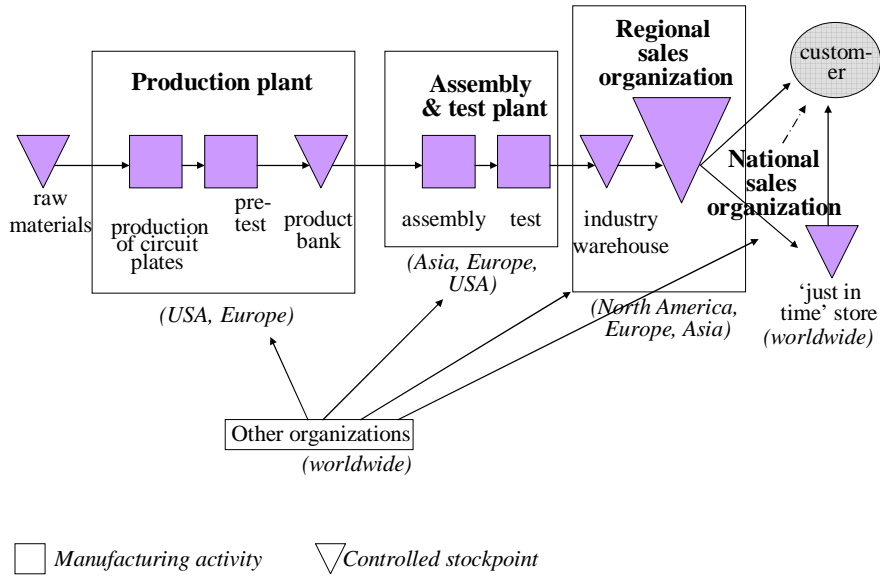 Production plant
Assembly
& test plant
Regional
sales
organization
custom-
er
National
sales
organization
raw
materials
production
of circuit
plates
pre-
test
product
bank
assembly
test
industry
warehouse
‘just in
time’ store
(worldwide)
(USA, Europe)
(Asia, Europe,
USA)
(North America,
Europe, Asia)
Other organizations
(worldwide)
Manufacturing activity
Controlled stockpoint